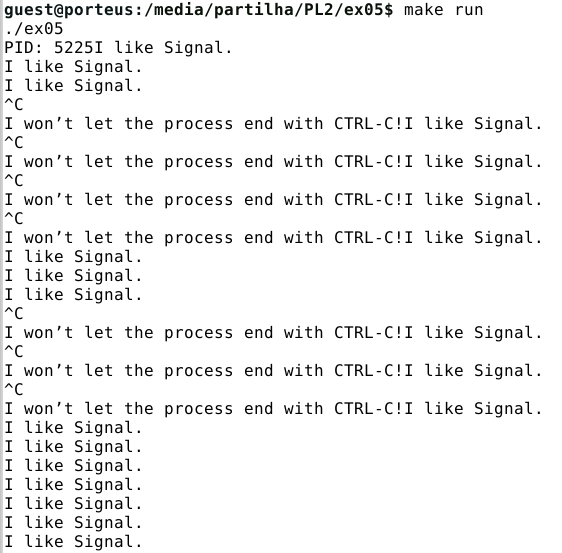 guest@porteus:/media/partilha/PL2/ex05$ make run
./ex05
PID: 5225I like Signal.
I like Signal.
I like Signal.
^C
I won’t let the process end with CTRL-C!I like Signal.
^C
I won’t let the process end with CTRL-C!I like Signal.
^C
I won’t let the process end with CTRL-C!I like Signal.
^C
I won’t let the process end with CTRL-C!I like Signal.
I like Signal.
I like Signal.
I like Signal.
^C
I won’t let the process end with CTRL-C!I like Signal.
^C
I won’t let the process end with CTRL-C!I like Signal.
^C
I won’t let the process end with CTRL-C!I like Signal.
I like Signal.
I like Signal.
I like Signal.
I like Signal.
I like Signal.
I like Signal.
I like Signal.